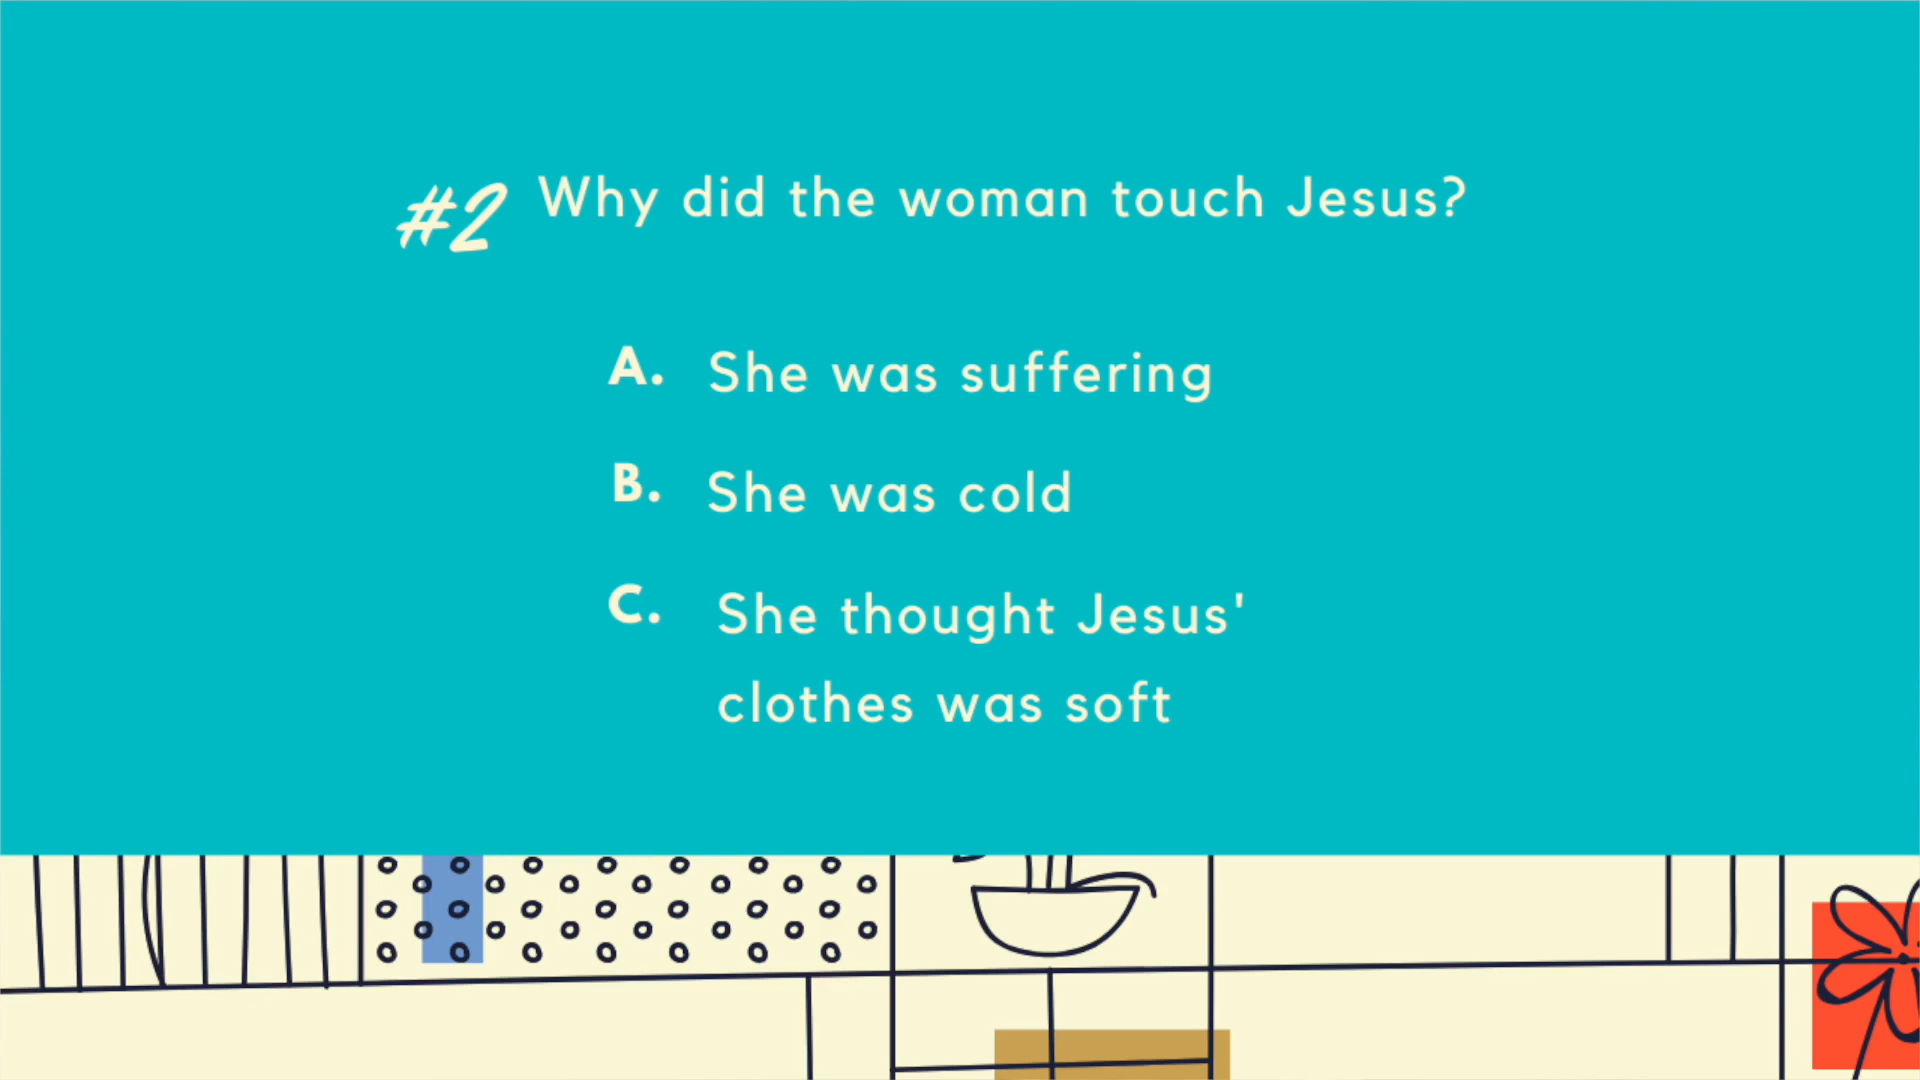 #2 Why did the woman touch Jesus?
A. She was suffering
B. She was cold
C. She thought Jesus'
clothes was soft